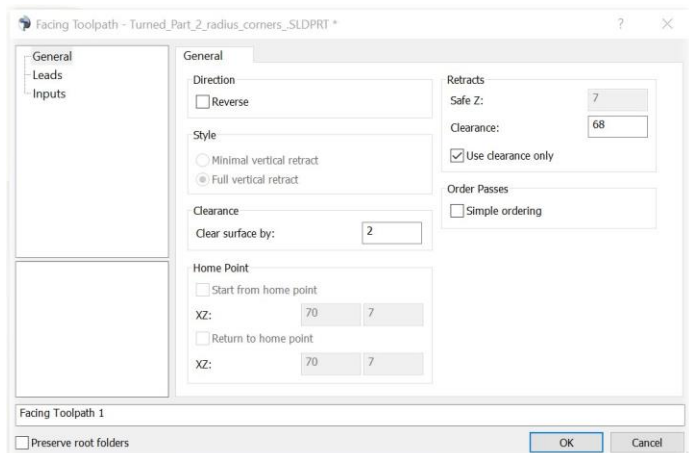 Facing Toolpath - Turned_Part_2_radius_corners_.SLDPRT *
?
General
Leads
Inputs
General
Direction
Reverse
Style
Minimal vertical retract
Full vertical retract
Clearance
Clear surface by: 2
Home Point
Start from home point
XZ: 70 7
Return to home point
XZ: 70 7
Retracts
Safe Z: 7
Clearance: 68
Use clearance only
Order Passes
Simple ordering
Facing Toolpath 1
Preserve root folders
OK Cancel